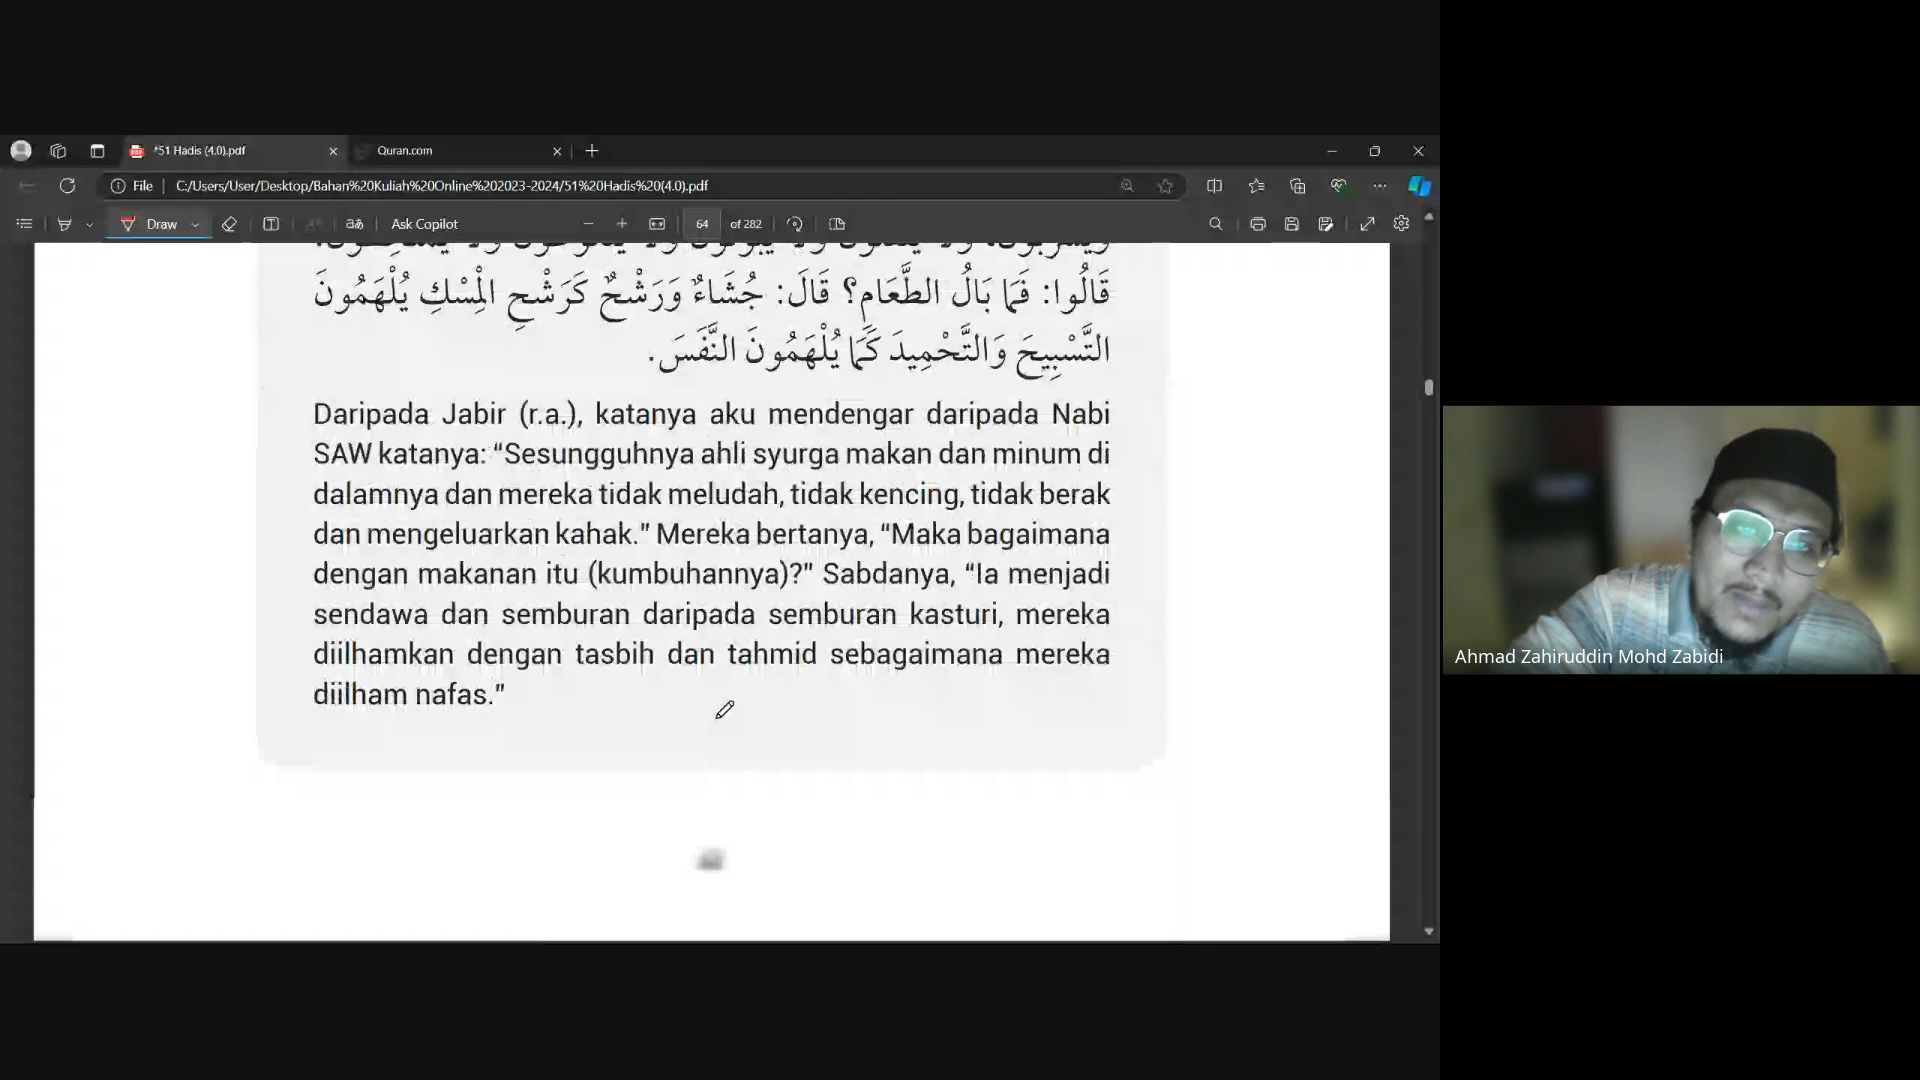 *51 Hadis (4.0).pdf
Quran.com
File
C:/Users/User/Desktop/Bahan%20Kuliah%20Online%202023-2024/51%20Hadis%20(4.0).pdf
Draw
Ask Copilot
64 of 282
قَالُوا: فَمَا بَالُ الطَّعَامِ؟ قَالَ: جُشَاءٌ وَرَشْحٌ كَرَشْحِ الْمِسْكِ يُلْهَمُونَ
التَّسْبِيحَ وَالتَّحْمِيدَ كَمَا يُلْهَمُونَ النَّفَسَ.
Daripada Jabir (r.a.), katanya aku mendengar daripada Nabi
SAW katanya: “Sesungguhnya ahli syurga makan dan minum di
dalamnya dan mereka tidak meludah, tidak kencing, tidak berak
dan mengeluarkan kahak.” Mereka bertanya, “Maka bagaimana
dengan makanan itu (kumbuhannya)?” Sabdanya, “Ia menjadi
sendawa dan semburan daripada semburan kasturi, mereka
diilhamkan dengan tasbih dan tahmid sebagaimana mereka
diilham nafas.”
Ahmad Zahiruddin Mohd Zabidi